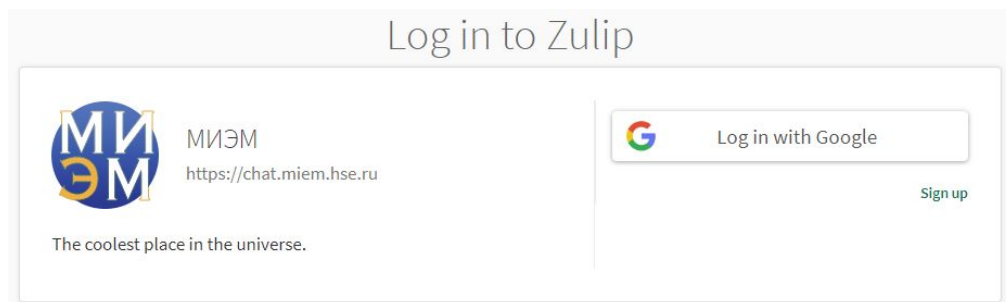 Log in to Zulip
МИ
ЭМ
МИЭМ
https://chat.miem.hse.ru
The coolest place in the universe.
Log in with Google
Sign up